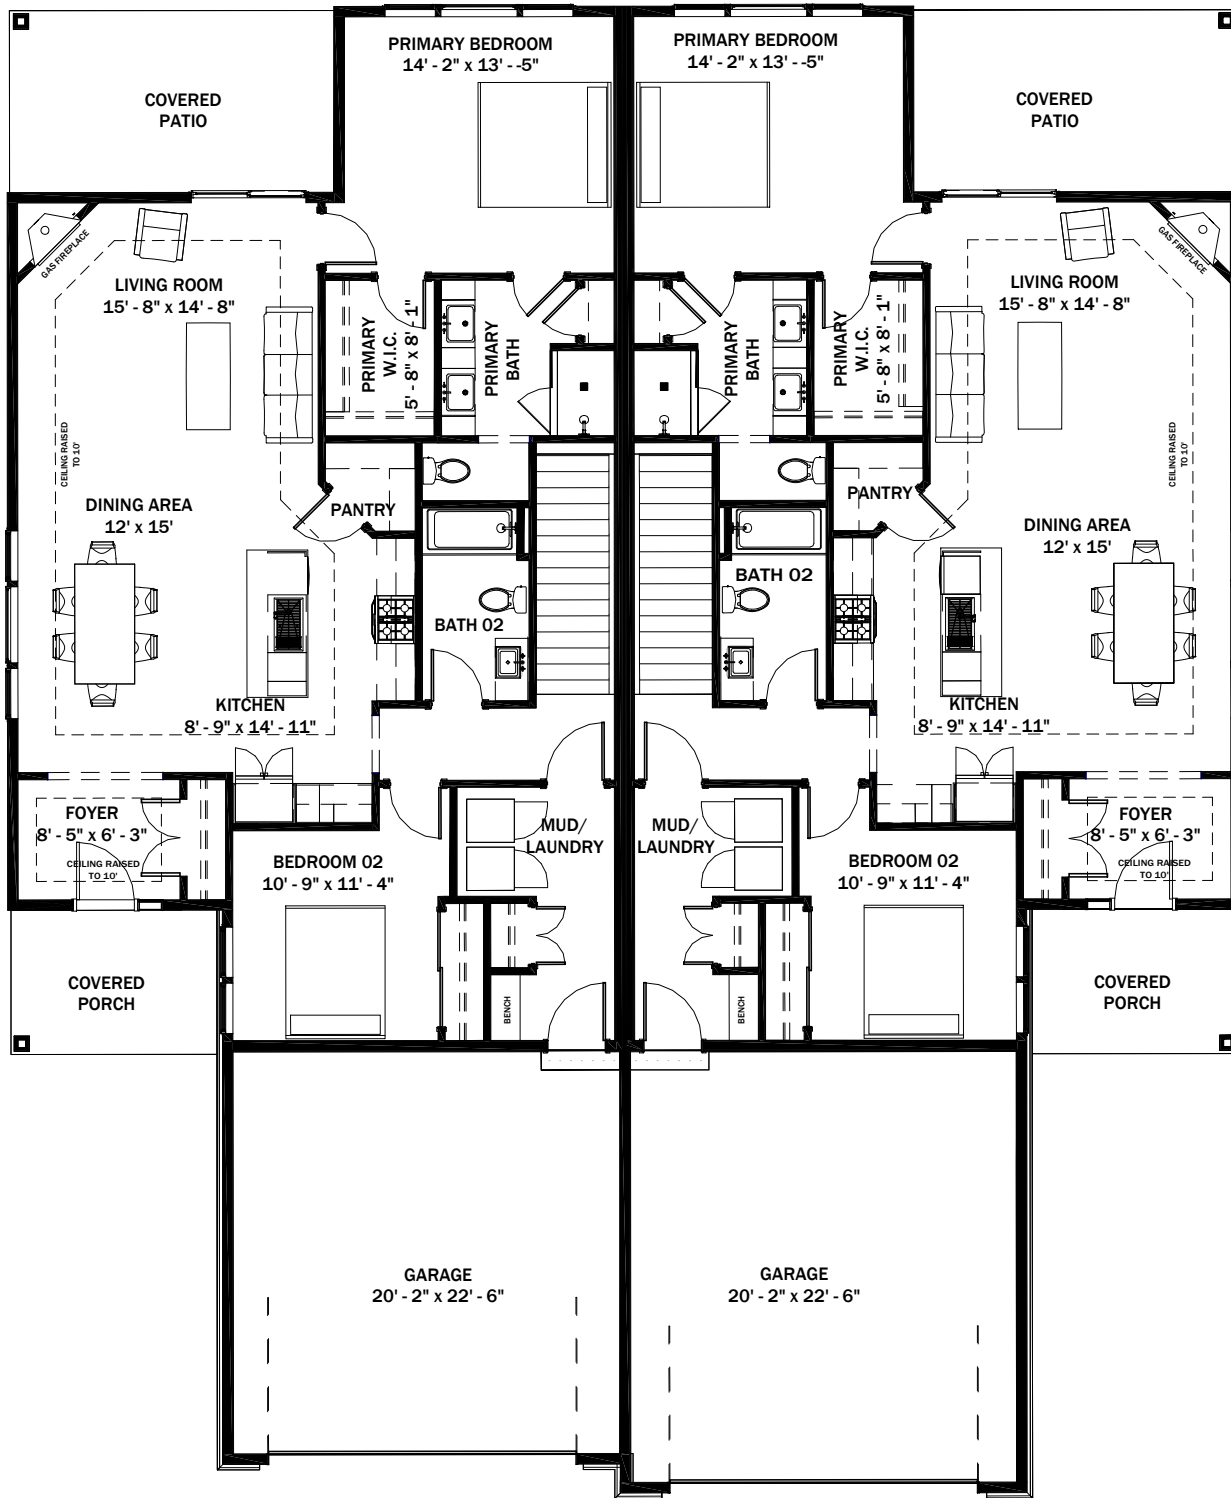 PRIMARY BEDROOM
14' - 2" x 13' - -5"
PRIMARY BEDROOM
14' - 2" x 13' - -5"
COVERED
PATIO
COVERED
PATIO
GAS FIREPLACE
GAS FIREPLACE
LIVING ROOM
15' - 8" x 14' - 8"
LIVING ROOM
15' - 8" x 14' - 8"
PRIMARY
W.I.C.
5' - 8" x 8' - 1"
PRIMARY
BATH
PRIMARY
BATH
PRIMARY
W.I.C.
5' - 8" x 8' - 1"
CEILING RAISED
TO 10'
CEILING RAISED
TO 10'
DINING AREA
12' x 15'
PANTRY
PANTRY
DINING AREA
12' x 15'
BATH 02
BATH 02
KITCHEN
8' - 9" x 14' - 11"
KITCHEN
8' - 9" x 14' - 11"
FOYER
8' - 5" x 6' - 3"
CEILING RAISED
TO 10'
MUD/
LAUNDRY
MUD/
LAUNDRY
FOYER
8' - 5" x 6' - 3"
CEILING RAISED
TO 10'
BEDROOM 02
10' - 9" x 11' - 4"
BEDROOM 02
10' - 9" x 11' - 4"
COVERED
PORCH
BENCH
BENCH
COVERED
PORCH
GARAGE
20' - 2" x 22' - 6"
GARAGE
20' - 2" x 22' - 6"